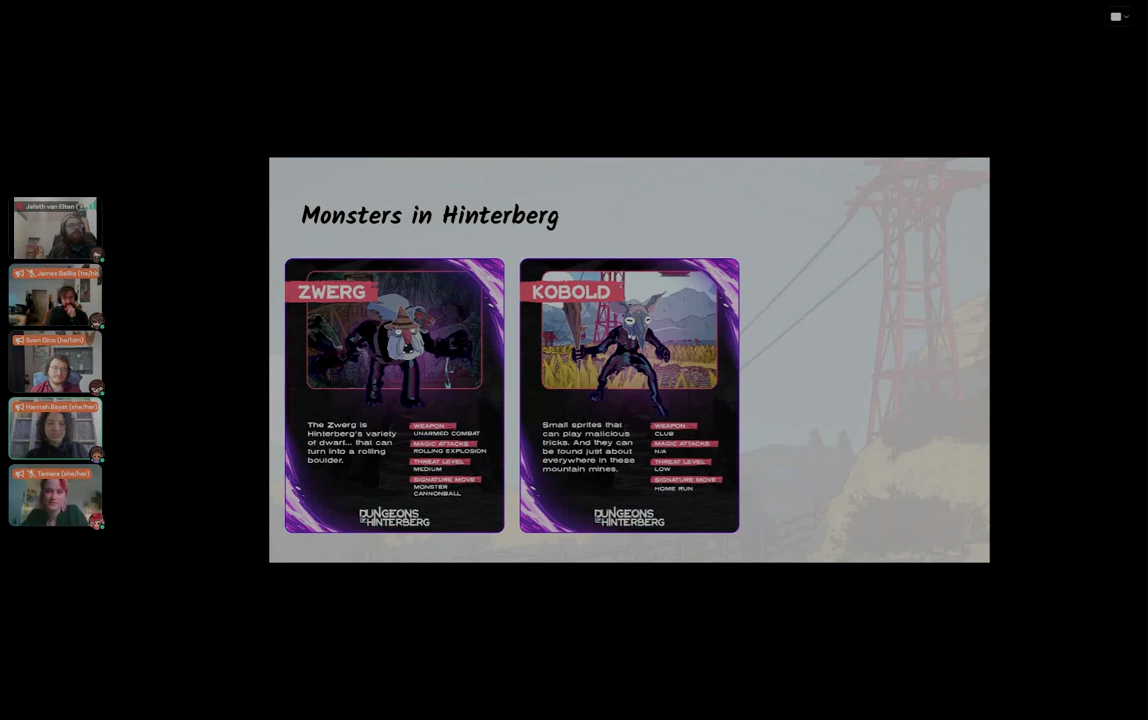 Monsters in Hinterberg
Jafeth van Elten (
James Baillie (he/hi
Sven Gins (he/him)
Hannah Bayat (she/her)
Tamara (she/her)
ZWERG
The Zwerg is
Hinterberg's variety
of dwarf... that can
turn into a rolling
boulder.
WEAPON
UNARMED COMBAT
MAGIC ATTACKS
ROLLING EXPLOSION
THREAT LEVEL
MEDIUM
SIGNATURE MOVE
MONSTER
CANNONBALL
DUNGEONS
OF HINTERBERG
KOBOLD
Small sprites that
can play malicious
tricks. And they can
be found just about
everywhere in these
mountain mines.
WEAPON
CLUB
MAGIC ATTACKS
N/A
THREAT LEVEL
LOW
SIGNATURE MOVE
HOME RUN
DUNGEONS
OF HINTERBERG